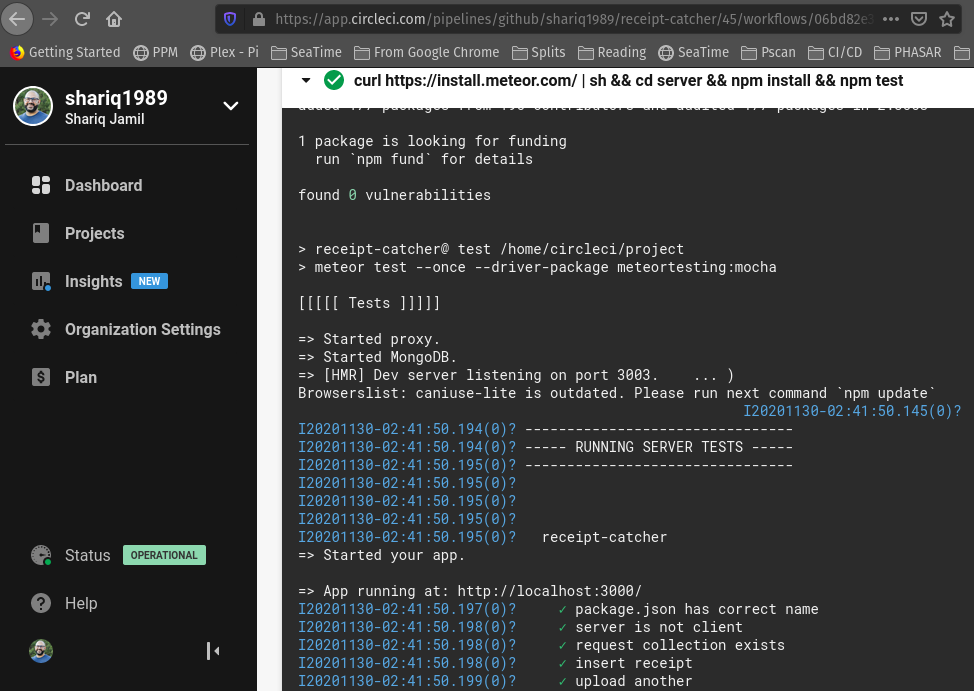 https://app.circleci.com/pipelines/github/shariq1989/receipt-catcher/45/workflows/06bd82e3
Getting Started PPM Plex - Pi SeaTime From Google Chrome Splits Reading SeaTime Pscan CI/CD PHASAR
shariq1989
Shariq Jamil
Dashboard
Projects
Insights NEW
Organization Settings
Plan
Status OPERATIONAL
Help
curl https://install.meteor.com/ | sh && cd server && npm install && npm test
1 package is looking for funding
run `npm fund` for details
found 0 vulnerabilities
> receipt-catcher@ test /home/circleci/project
> meteor test --once --driver-package meteortesting:mocha
[[[[[ Tests ]]]]]
=> Started proxy.
=> Started MongoDB.
=> [HMR] Dev server listening on port 3003. ... )
Browserslist: caniuse-lite is outdated. Please run next command `npm update`
I20201130-02:41:50.145(0)?
I20201130-02:41:50.194(0)? --------------------------------
I20201130-02:41:50.194(0)? ----- RUNNING SERVER TESTS -----
I20201130-02:41:50.195(0)? --------------------------------
I20201130-02:41:50.195(0)?
I20201130-02:41:50.195(0)?
I20201130-02:41:50.195(0)?
I20201130-02:41:50.195(0)? receipt-catcher
=> Started your app.
=> App running at: http://localhost:3000/
I20201130-02:41:50.197(0)? ✓ package.json has correct name
I20201130-02:41:50.198(0)? ✓ server is not client
I20201130-02:41:50.198(0)? ✓ request collection exists
I20201130-02:41:50.198(0)? ✓ insert receipt
I20201130-02:41:50.199(0)? ✓ upload another